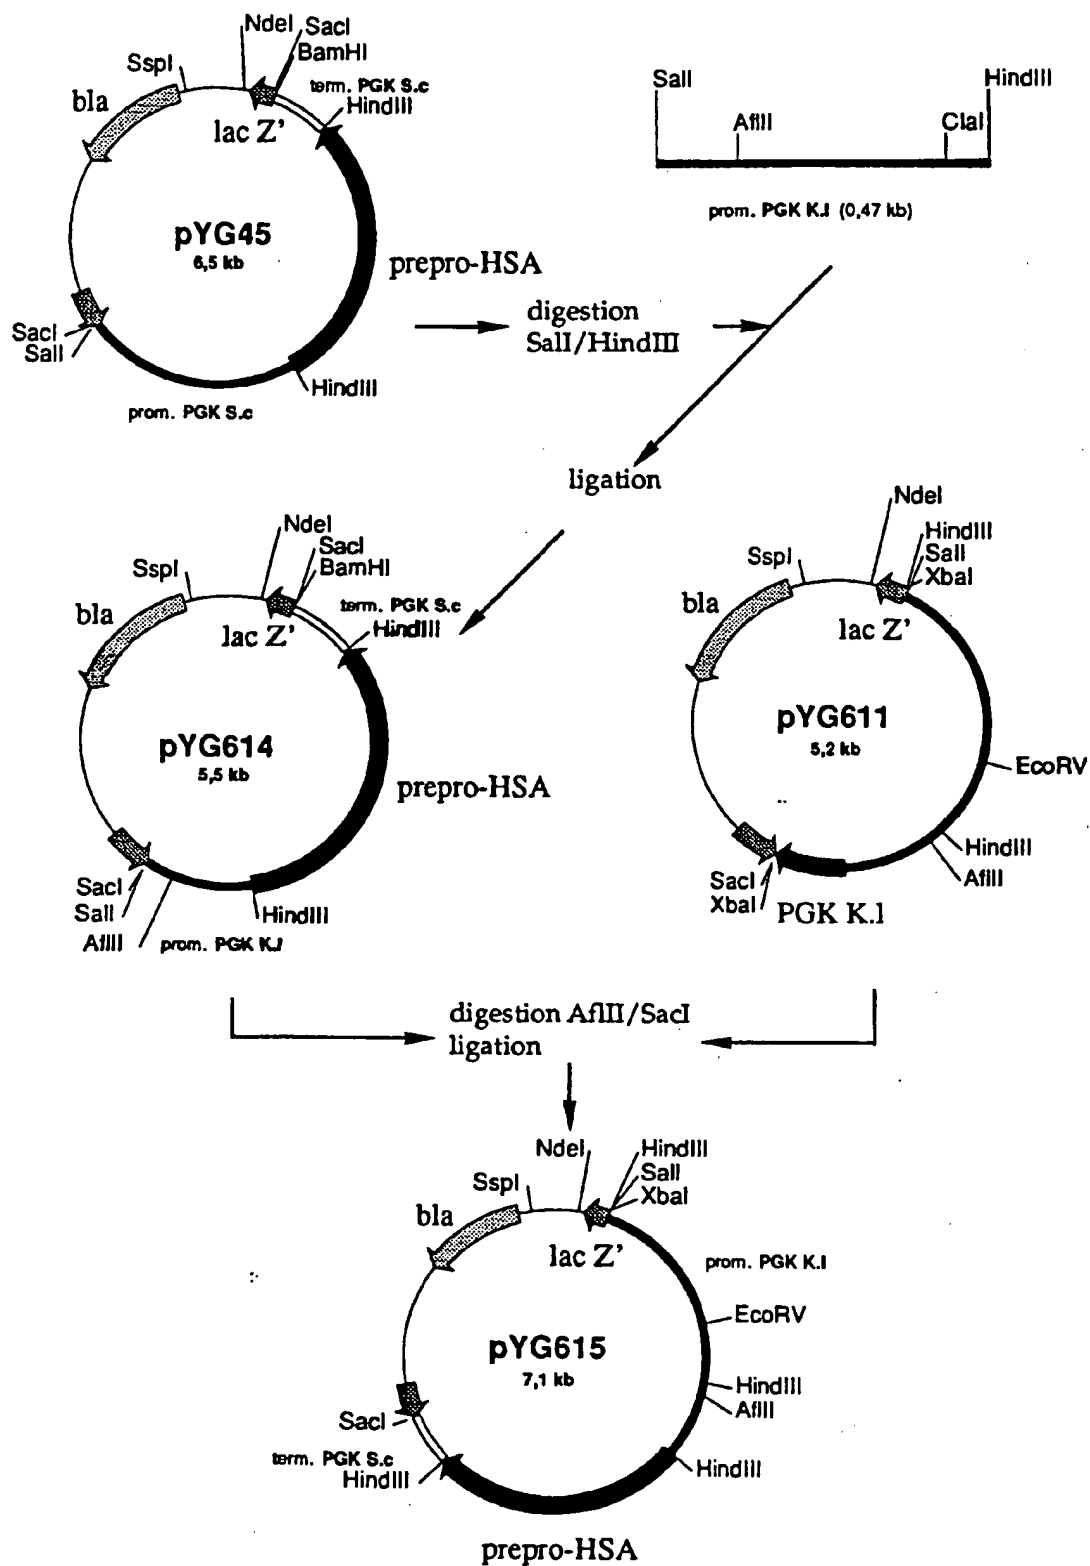 NdeI
SacI
BamHI
SspI
term. PGK S.c
HindIII
bla
lac Z'
pYG45
6,5 kb
prepro-HSA
SacI
SalI
HindIII
prom. PGK S.c
SalI
HindIII
AflII
ClaI
prom. PGK K.l (0,47 kb)
digestion
SalI/HindIII
ligation
NdeI
SacI
BamHI
SspI
term. PGK S.c
HindIII
bla
lac Z'
pYG614
5,5 kb
prepro-HSA
SacI
SalI
AflII
HindIII
prom. PGK K.l
NdeI
HindIII
SalI
XbaI
SspI
bla
lac Z'
pYG611
5,2 kb
EcoRV
HindIII
AflII
SacI
XbaI
PGK K.l
digestion AflII/SacI
ligation
NdeI
HindIII
SalI
XbaI
SspI
bla
lac Z'
prom. PGK K.l
EcoRV
pYG615
7,1 kb
HindIII
AflII
SacI
term. PGK S.c
HindIII
HindIII
prepro-HSA